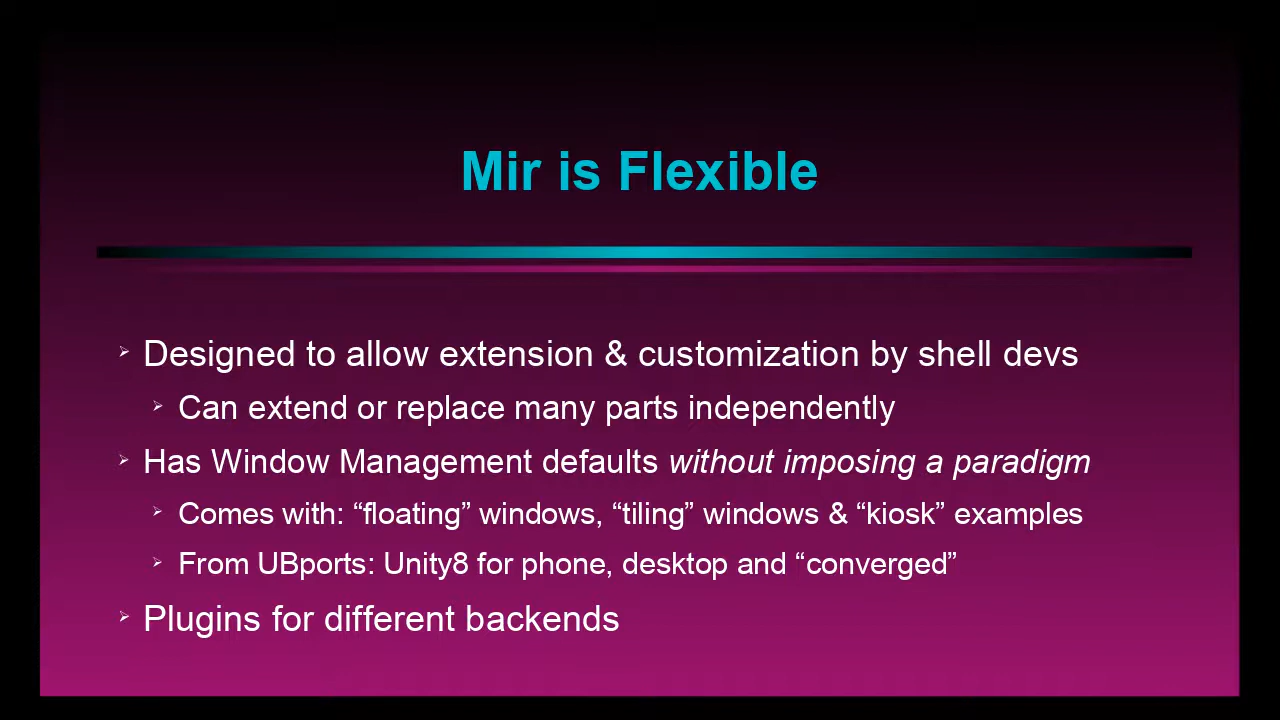 Mir is Flexible
Designed to allow extension & customization by shell devs
Can extend or replace many parts independently
Has Window Management defaults without imposing a paradigm
Comes with: “floating” windows, “tiling” windows & “kiosk” examples
From UBports: Unity8 for phone, desktop and “converged”
Plugins for different backends